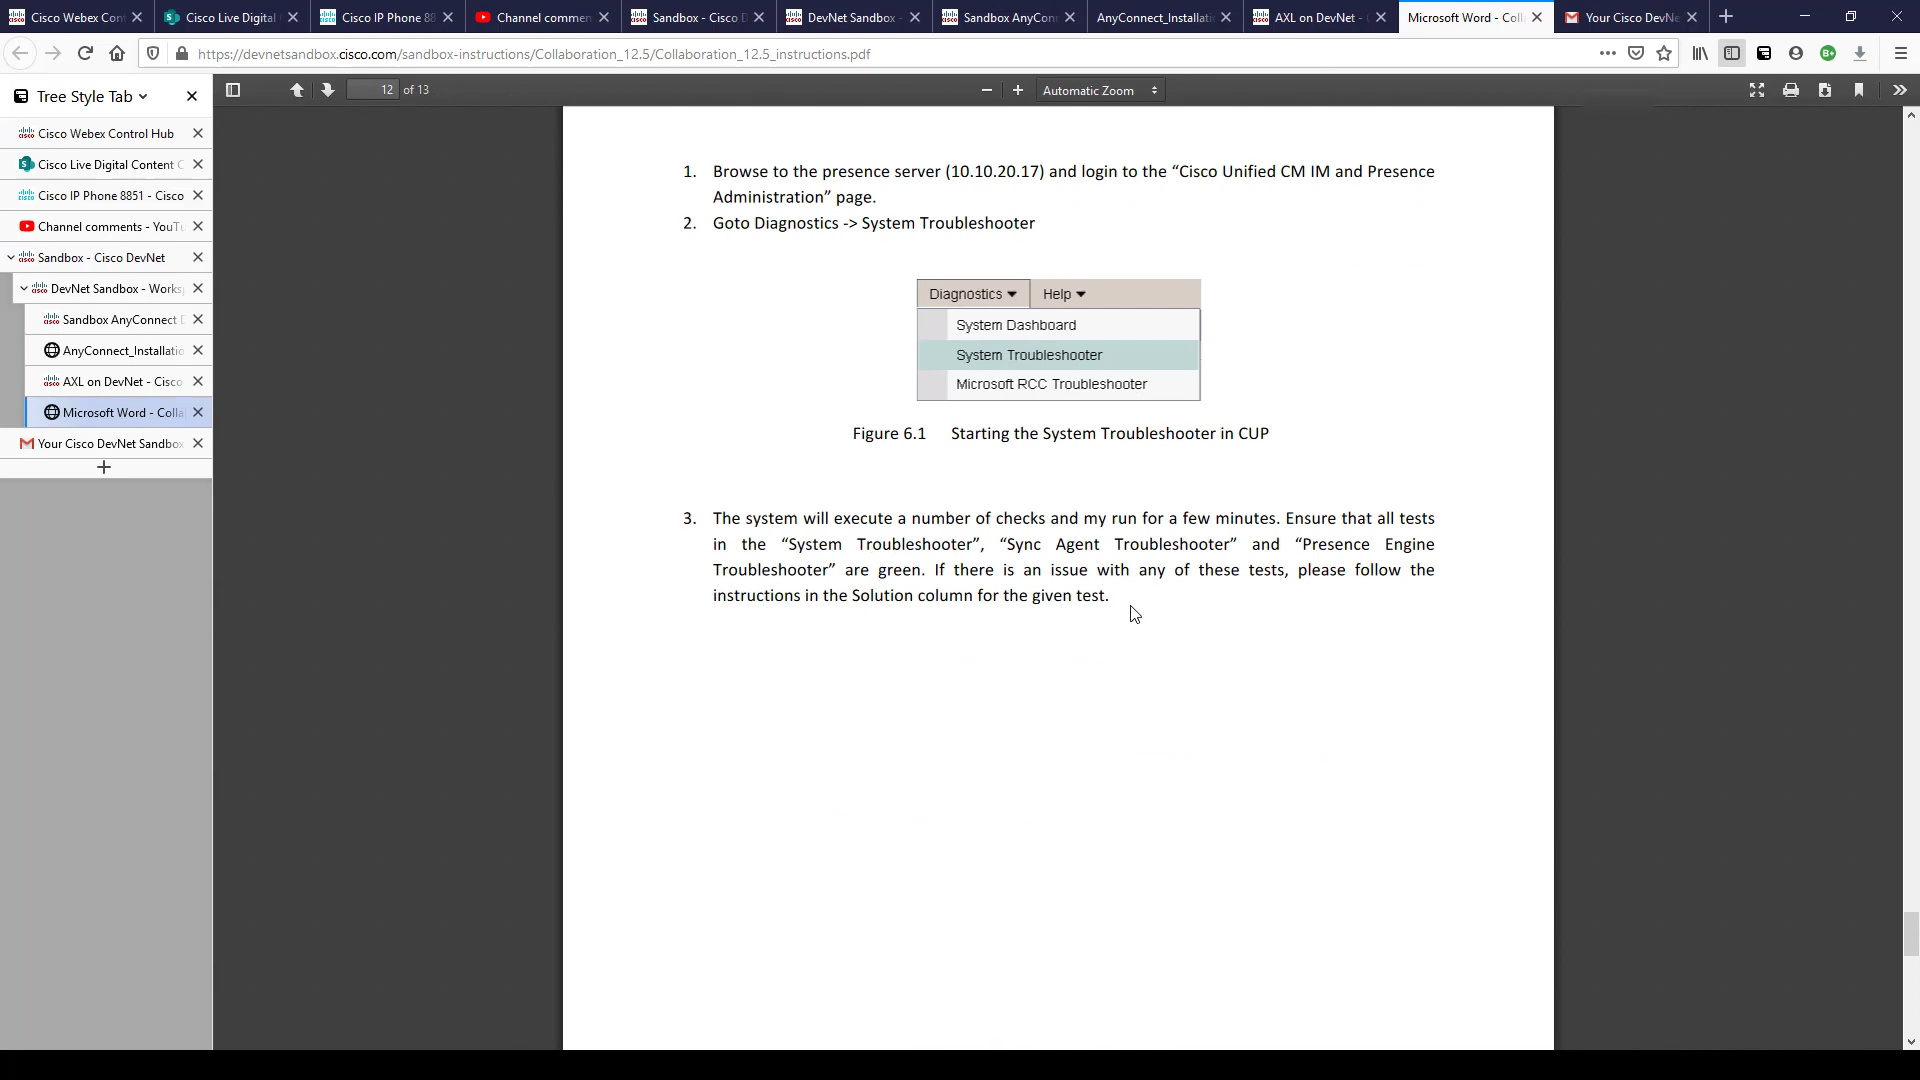 Cisco Webex Cont
Cisco Live Digital
Cisco IP Phone 88
Channel commen
Sandbox - Cisco D
DevNet Sandbox -
Sandbox AnyConn
AnyConnect_Installati
AXL on DevNet -
Microsoft Word - Coll
Your Cisco DevNe
https://devnetsandbox.cisco.com/sandbox-instructions/Collaboration_12.5/Collaboration_12.5_instructions.pdf
Tree Style Tab
12 of 13
Automatic Zoom
Cisco Webex Control Hub
Cisco Live Digital Content C
Cisco IP Phone 8851 - Cisco
Channel comments - YouTu
Sandbox - Cisco DevNet
DevNet Sandbox - Works
Sandbox AnyConnect D
AnyConnect_Installatio
AXL on DevNet - Cisco
Microsoft Word - Colla
Your Cisco DevNet Sandbox
1. Browse to the presence server (10.10.20.17) and login to the “Cisco Unified CM IM and Presence
Administration” page.
2. Goto Diagnostics -> System Troubleshooter
Diagnostics Help
System Dashboard
System Troubleshooter
Microsoft RCC Troubleshooter
Figure 6.1 Starting the System Troubleshooter in CUP
3. The system will execute a number of checks and my run for a few minutes. Ensure that all tests
in the “System Troubleshooter”, “Sync Agent Troubleshooter” and “Presence Engine
Troubleshooter” are green. If there is an issue with any of these tests, please follow the
instructions in the Solution column for the given test.